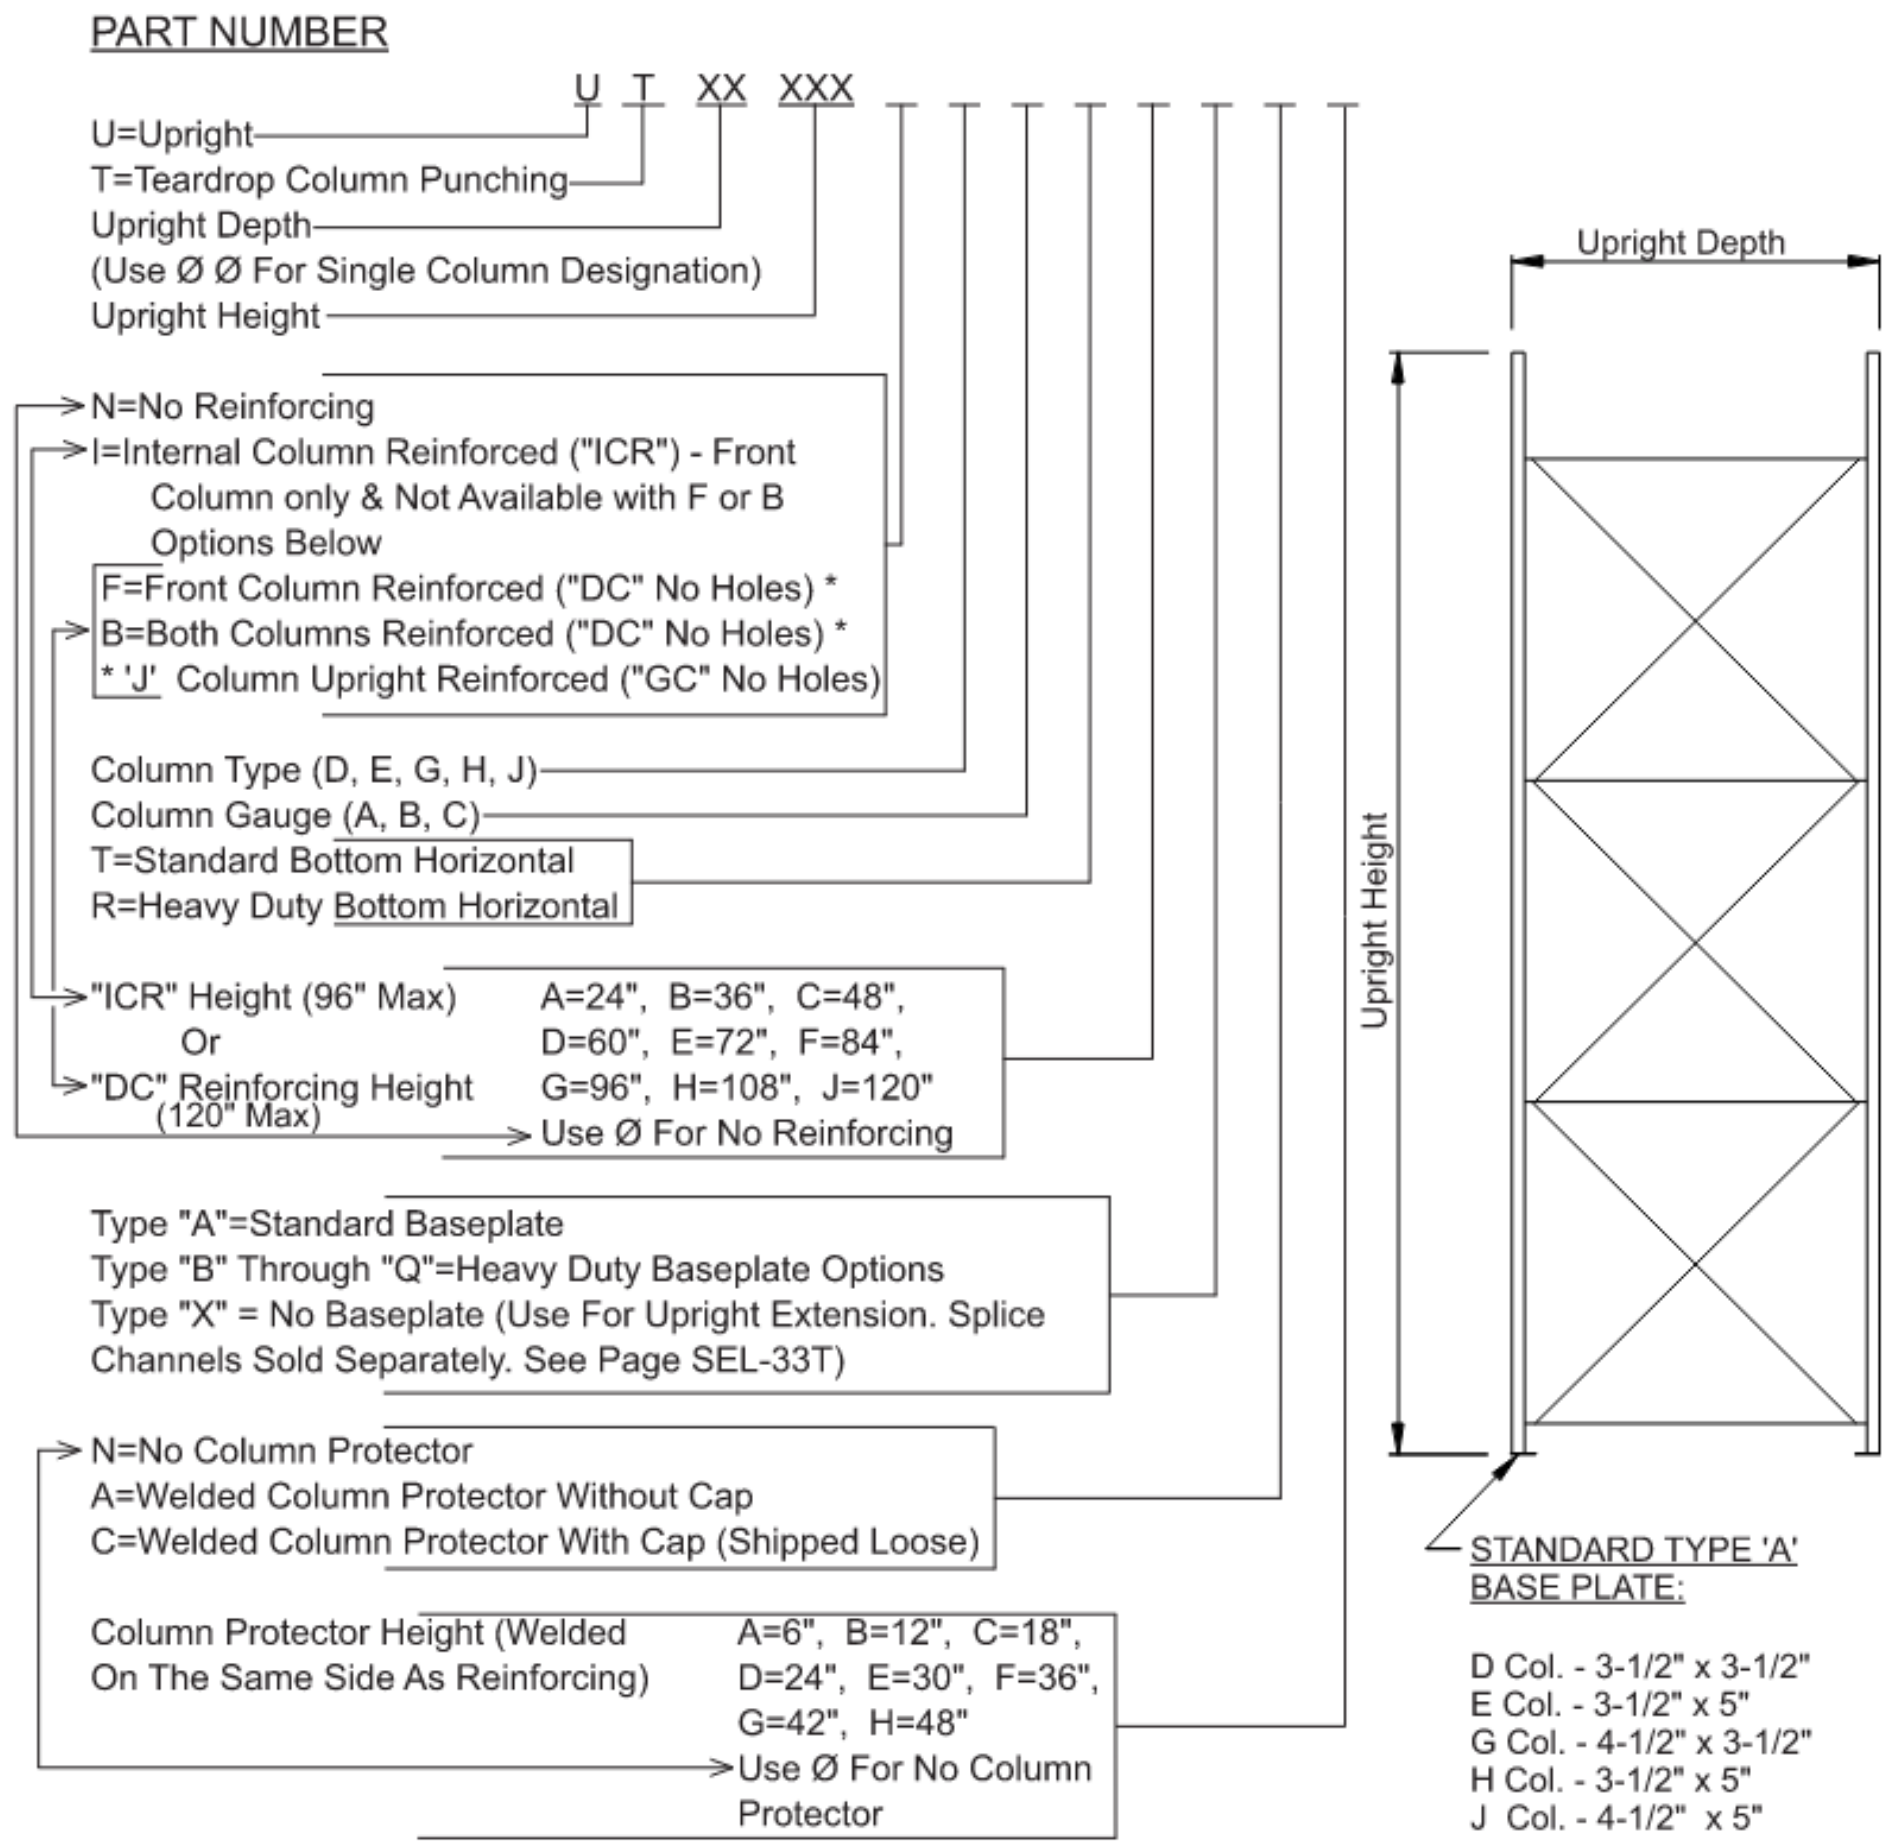 PART NUMBER
U T XX XXX _ _ _ _ _ _ _ _
U=Upright
T=Teardrop Column Punching
Upright Depth
(Use Ø Ø For Single Column Designation)
Upright Height
N=No Reinforcing
I=Internal Column Reinforced ("ICR") - Front
Column only & Not Available with F or B
Options Below
F=Front Column Reinforced ("DC" No Holes) *
B=Both Columns Reinforced ("DC" No Holes) *
* 'J' Column Upright Reinforced ("GC" No Holes)
Column Type (D, E, G, H, J)
Column Gauge (A, B, C)
T=Standard Bottom Horizontal
R=Heavy Duty Bottom Horizontal
"ICR" Height (96" Max) A=24", B=36", C=48",
Or D=60", E=72", F=84",
"DC" Reinforcing Height G=96", H=108", J=120"
(120" Max)
Use Ø For No Reinforcing
Type "A"=Standard Baseplate
Type "B" Through "Q"=Heavy Duty Baseplate Options
Type "X" = No Baseplate (Use For Upright Extension. Splice
Channels Sold Separately. See Page SEL-33T)
N=No Column Protector
A=Welded Column Protector Without Cap
C=Welded Column Protector With Cap (Shipped Loose)
Column Protector Height (Welded A=6", B=12", C=18",
On The Same Side As Reinforcing) D=24", E=30", F=36",
G=42", H=48"
Use Ø For No Column
Protector
Upright Depth
Upright Height
STANDARD TYPE 'A'
BASE PLATE:
D Col. - 3-1/2" x 3-1/2"
E Col. - 3-1/2" x 5"
G Col. - 4-1/2" x 3-1/2"
H Col. - 3-1/2" x 5"
J Col. - 4-1/2" x 5"